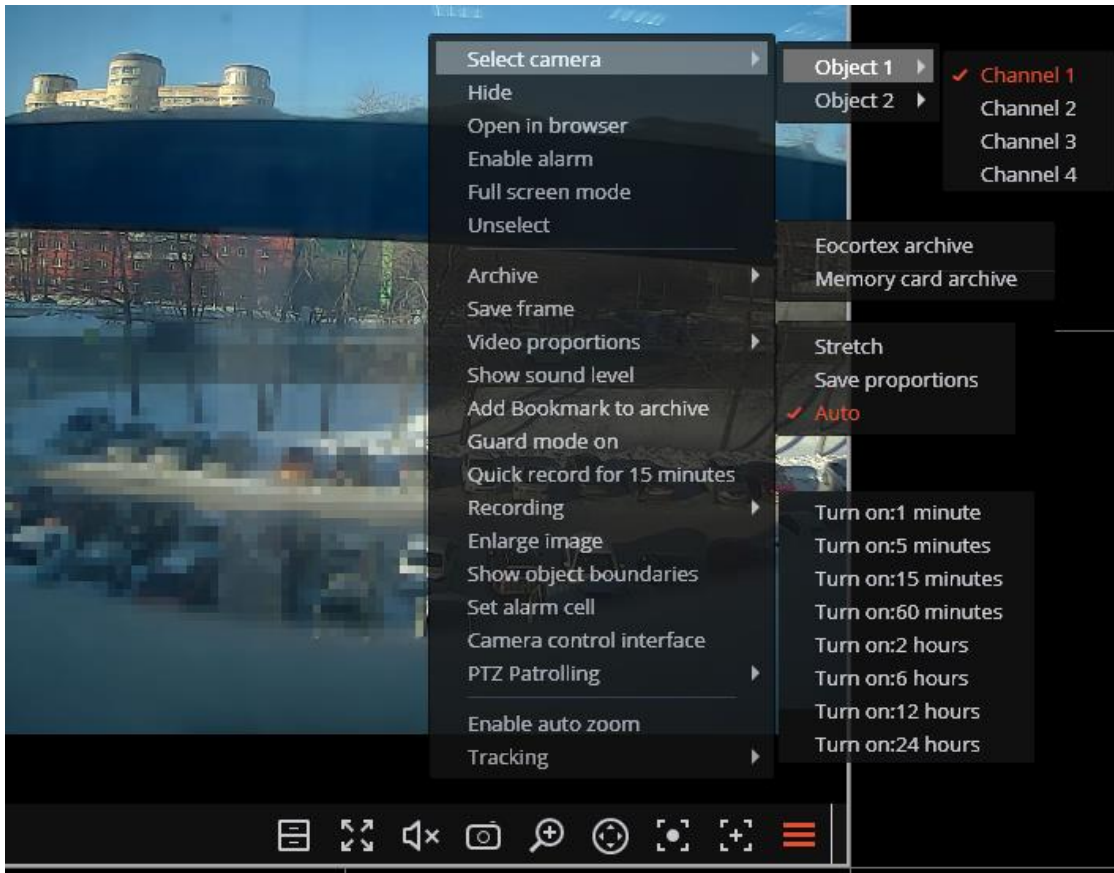 Select camera
Hide
Open in browser
Enable alarm
Full screen mode
Unselect
Archive
Save frame
Video proportions
Show sound level
Add Bookmark to archive
Guard mode on
Quick record for 15 minutes
Recording
Enlarge image
Show object boundaries
Set alarm cell
Camera control interface
PTZ Patrolling
Enable auto zoom
Tracking
Object 1
Object 2
Channel 1
Channel 2
Channel 3
Channel 4
Eocortex archive
Memory card archive
Stretch
Save proportions
Auto
Turn on:1 minute
Turn on:5 minutes
Turn on:15 minutes
Turn on:60 minutes
Turn on:2 hours
Turn on:6 hours
Turn on:12 hours
Turn on:24 hours